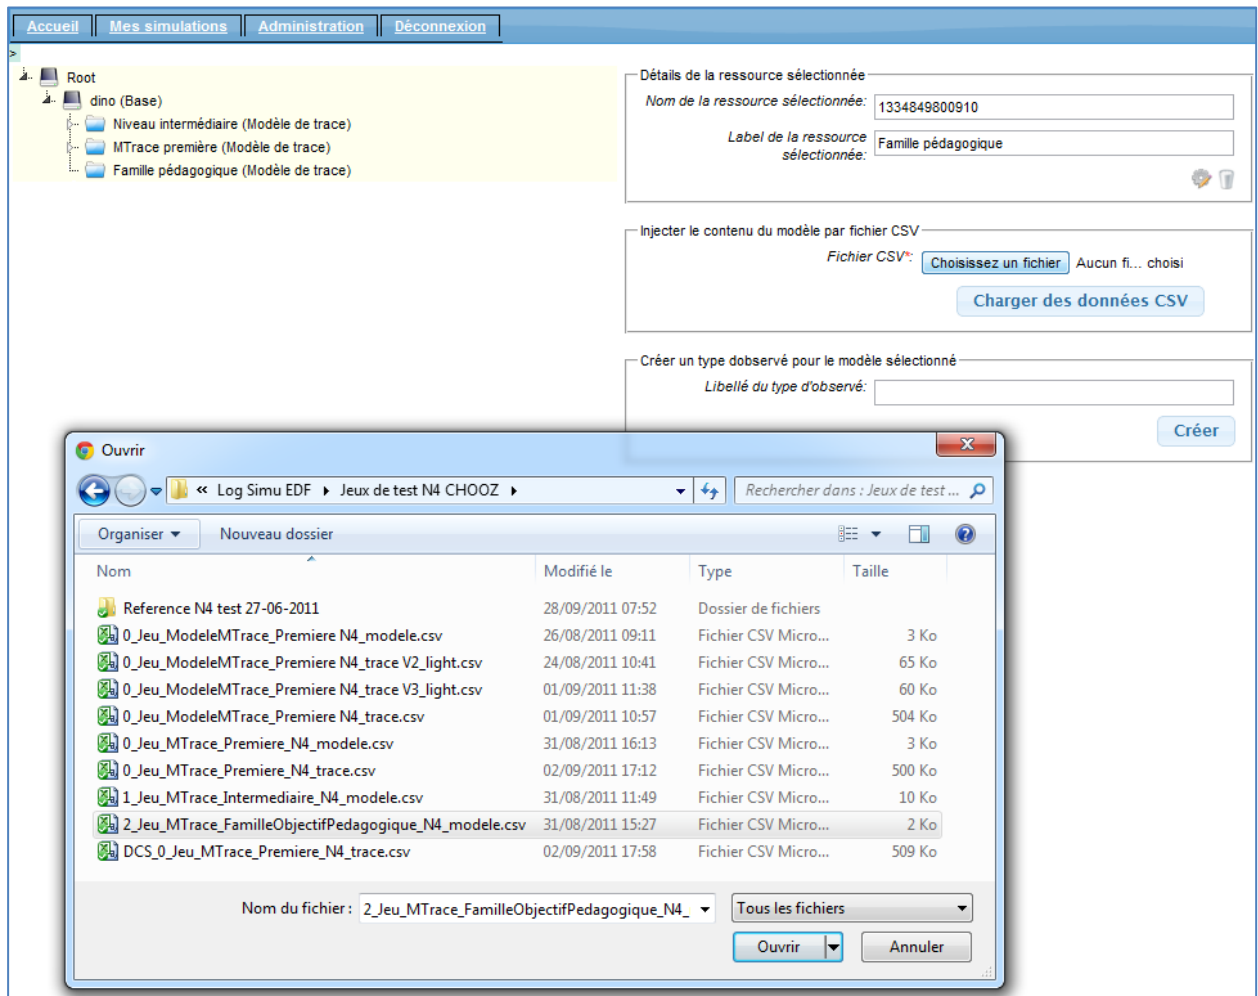 Accueil Mes simulations Administration Déconnexion
>
Root
dino (Base)
Niveau intermédiaire (Modèle de trace)
MTrace première (Modèle de trace)
Famille pédagogique (Modèle de trace)
Détails de la ressource sélectionnée
Nom de la ressource sélectionnée: 1334849800910
Label de la ressource
sélectionnée: Famille pédagogique
Injecter le contenu du modèle par fichier CSV
Fichier CSV*: Choisissez un fichier Aucun fi... choisi
Charger des données CSV
Créer un type dobservé pour le modèle sélectionné
Libellé du type d'observé:
Créer
Ouvrir
« Log Simu EDF Jeux de test N4 CHOOZ Rechercher dans : Jeux de test ...
Organiser Nouveau dossier
Nom Modifié le Type Taille
Reference N4 test 27-06-2011 28/09/2011 07:52 Dossier de fichiers
0_Jeu_ModeleMTrace_Premiere N4_modele.csv 26/08/2011 09:11 Fichier CSV Micro... 3 Ko
0_Jeu_ModeleMTrace_Premiere N4_trace V2_light.csv 24/08/2011 10:41 Fichier CSV Micro... 65 Ko
0_Jeu_ModeleMTrace_Premiere N4_trace V3_light.csv 01/09/2011 11:38 Fichier CSV Micro... 60 Ko
0_Jeu_ModeleMTrace_Premiere N4_trace.csv 01/09/2011 10:57 Fichier CSV Micro... 504 Ko
0_Jeu_MTrace_Premiere_N4_modele.csv 31/08/2011 16:13 Fichier CSV Micro... 3 Ko
0_Jeu_MTrace_Premiere_N4_trace.csv 02/09/2011 17:12 Fichier CSV Micro... 500 Ko
1_Jeu_MTrace_Intermediaire_N4_modele.csv 31/08/2011 11:49 Fichier CSV Micro... 10 Ko
2_Jeu_MTrace_FamilleObjectifPedagogique_N4_modele.csv 31/08/2011 15:27 Fichier CSV Micro... 2 Ko
DCS_0_Jeu_MTrace_Premiere_N4_trace.csv 02/09/2011 17:58 Fichier CSV Micro... 509 Ko
Nom du fichier : 2_Jeu_MTrace_FamilleObjectifPedagogique_N4_ Tous les fichiers
Ouvrir Annuler